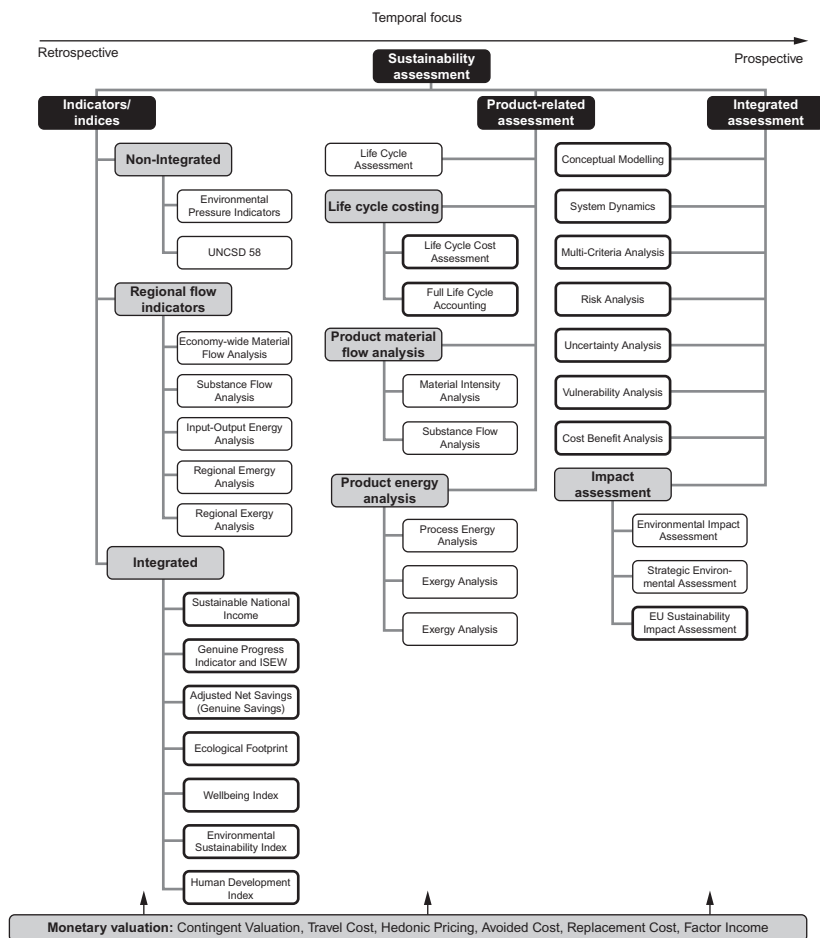 Temporal focus
Retrospective
Prospective
Sustainability
assessment
Indicators/
indices
Non-Integrated
Environmental
Pressure Indicators
UNCSD 58
Regional flow
indicators
Economy-wide Material
Flow Analysis
Substance Flow
Analysis
Input-Output Energy
Analysis
Regional Emergy
Analysis
Regional Exergy
Analysis
Integrated
Sustainable National
Income
Genuine Progress
Indicator and ISEW
Adjusted Net Savings
(Genuine Savings)
Ecological Footprint
Wellbeing Index
Environmental
Sustainability Index
Human Development
Index
Product-related
assessment
Life Cycle
Assessment
Life cycle costing
Life Cycle Cost
Assessment
Full Life Cycle
Accounting
Product material
flow analysis
Material Intensity
Analysis
Substance Flow
Analysis
Product energy
analysis
Process Energy
Analysis
Exergy Analysis
Exergy Analysis
Integrated
assessment
Conceptual Modelling
System Dynamics
Multi-Criteria Analysis
Risk Analysis
Uncertainty Analysis
Vulnerability Analysis
Cost Benefit Analysis
Impact
assessment
Environmental Impact
Assessment
Strategic Environ-
mental Assessment
EU Sustainability
Impact Assessment
Monetary valuation: Contingent Valuation, Travel Cost, Hedonic Pricing, Avoided Cost, Replacement Cost, Factor Income